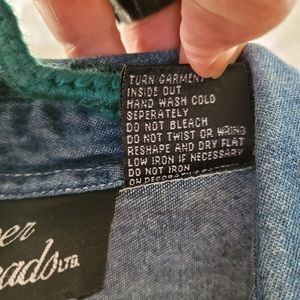 TURN GARMENT
INSIDE OUT
HAND WASH COLD
SEPERATELY
DO NOT BLEACH
DO NOT TWIST OR WRING
RESHAPE AND DRY FLAT
LOW IRON IF NECESSARY
DO NOT IRON
ON
LTD.